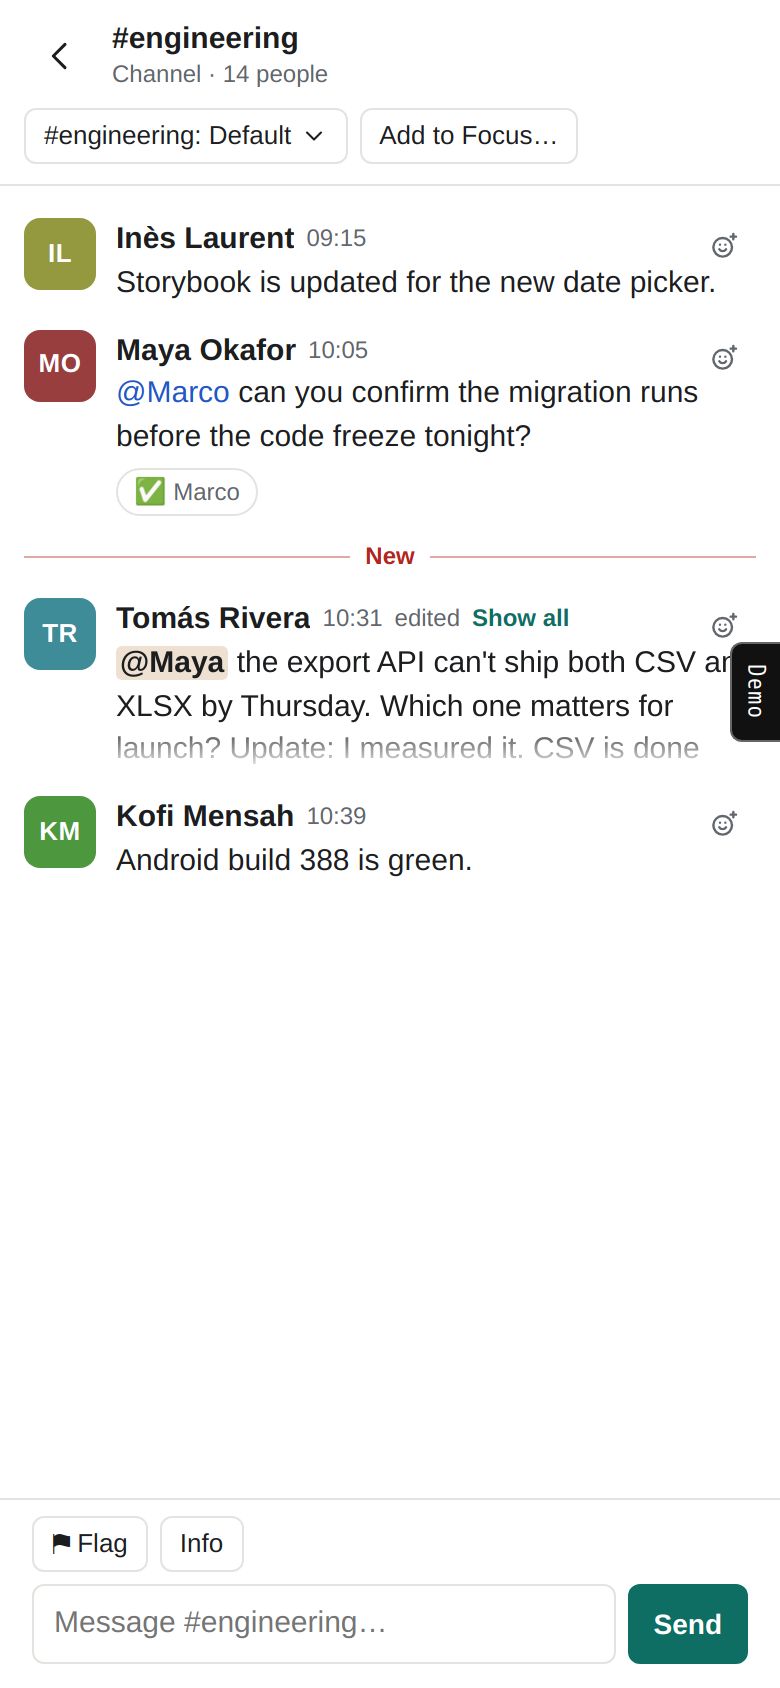 #engineering
Channel · 14 people
#engineering: Default
Add to Focus…
IL
Inès Laurent 09:15
Storybook is updated for the new date picker.
MO
Maya Okafor 10:05
@Marco can you confirm the migration runs
before the code freeze tonight?
✅ Marco
New
TR
Tomás Rivera 10:31 edited Show all
@Maya the export API can't ship both CSV
XLSX by Thursday. Which one matters for
launch? Update: I measured it. CSV is done
Demo
KM
Kofi Mensah 10:39
Android build 388 is green.
Flag
Info
Message #engineering…
Send